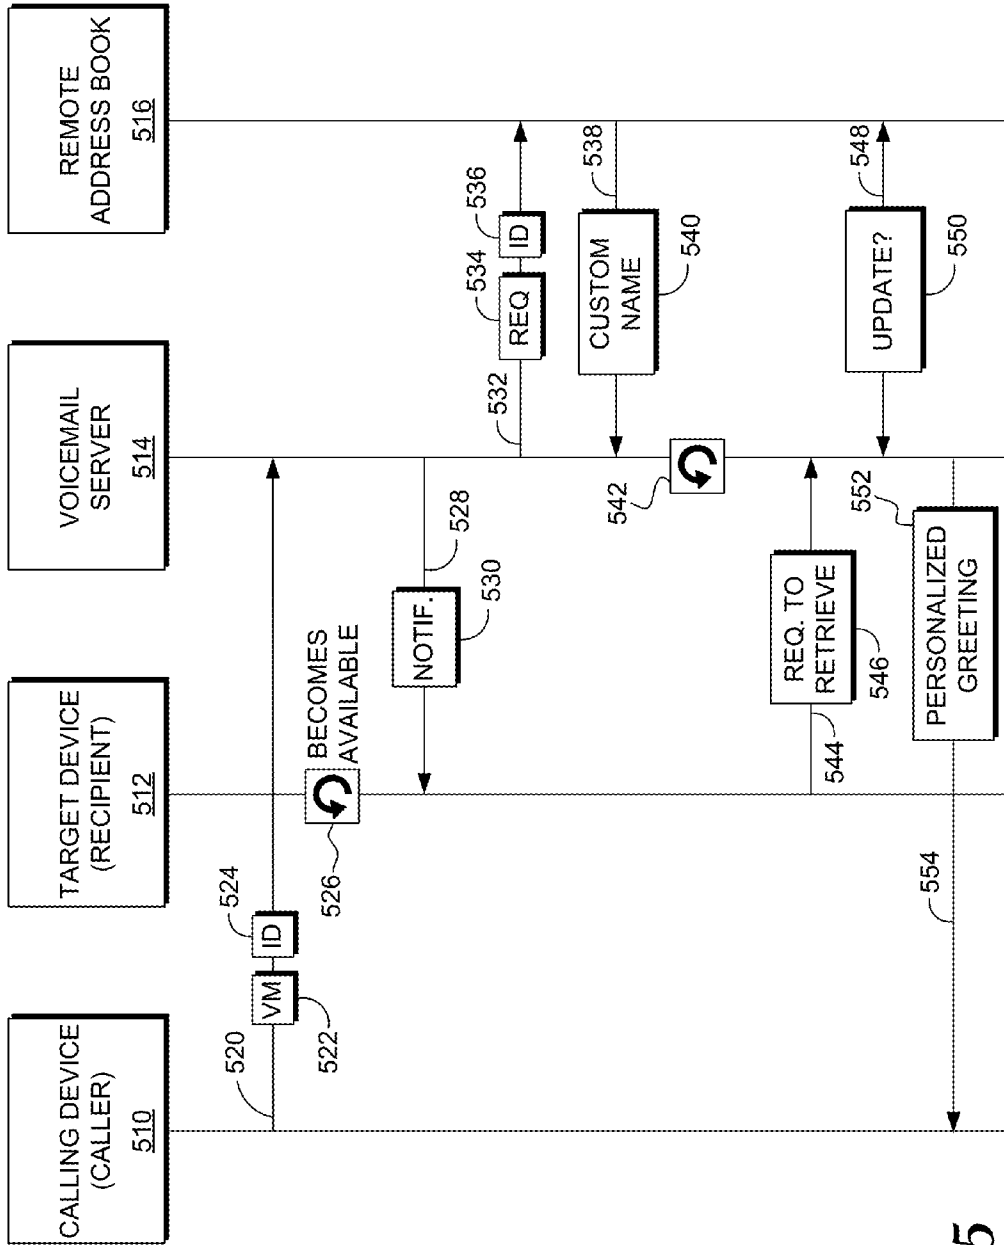 CALLING DEVICE
(CALLER)
510
TARGET DEVICE
(RECIPIENT)
512
VOICEMAIL
SERVER
514
REMOTE
ADDRESS BOOK
516
520
VM
522
ID
524
526
BECOMES
AVAILABLE
528
NOTIF.
530
532
REQ
534
ID
536
538
CUSTOM
NAME
540
542
544
REQ. TO
RETRIEVE
546
548
UPDATE?
550
552
PERSONALIZED
GREETING
554
5